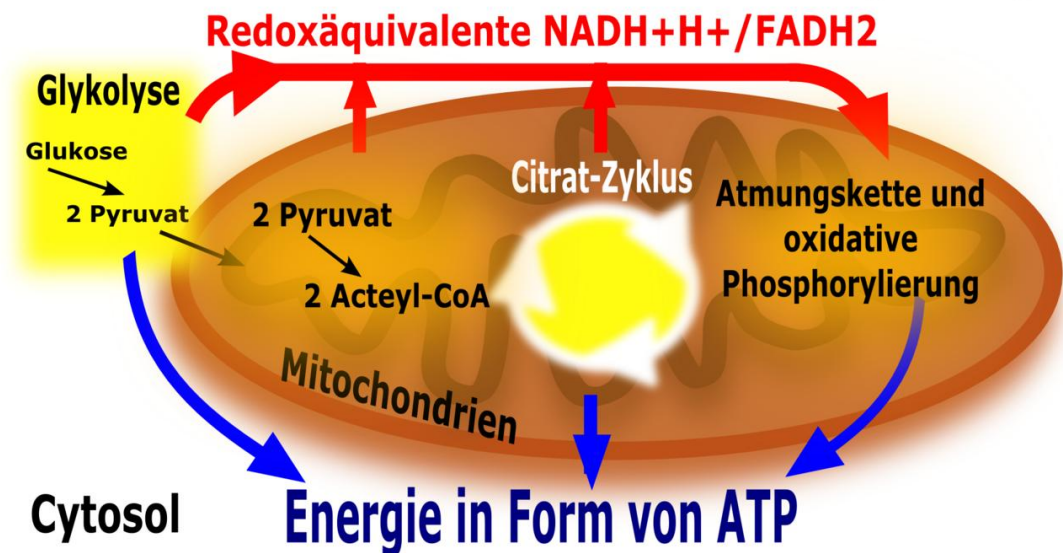 Redoxäquivalente NADH+H+/FADH2
Glykolyse
Glukose
2 Pyruvat
2 Pyruvat
2 Acteyl-CoA
Citrat-Zyklus
Atmungskette und
oxidative
Phosphorylierung
Mitochondrien
Cytosol
Energie in Form von ATP